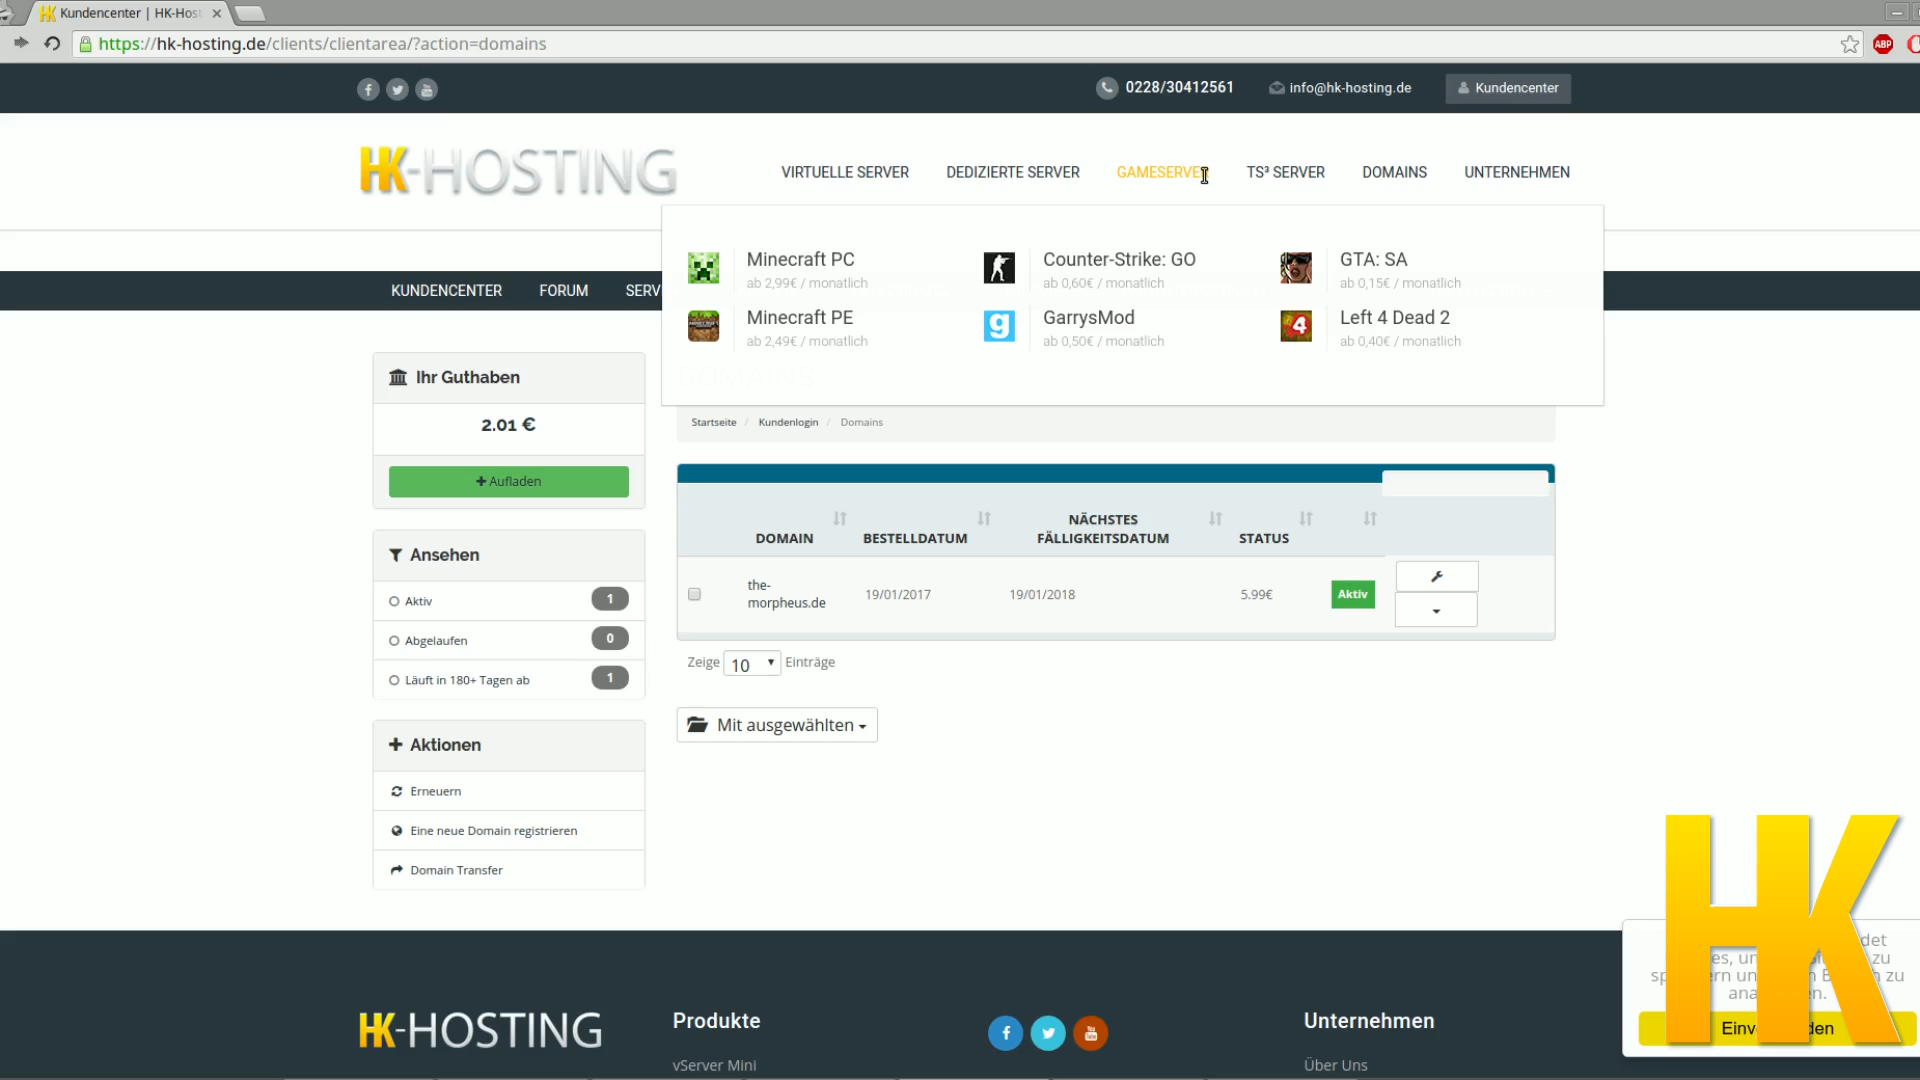 HK Kundencenter | HK-Hos
https://hk-hosting.de/clients/clientarea/?action=domains
ABP
0228/30412561
info@hk-hosting.de
Kundencenter
HK-HOSTING
VIRTUELLE SERVER
DEDIZIERTE SERVER
GAMESERVER
TS³ SERVER
DOMAINS
UNTERNEHMEN
Minecraft PC
ab 2,99€ / monatlich
Counter-Strike: GO
ab 0,60€ / monatlich
GTA: SA
ab 0,15€ / monatlich
Minecraft PE
ab 2,49€ / monatlich
GarrysMod
ab 0,50€ / monatlich
Left 4 Dead 2
ab 0,40€ / monatlich
KUNDENCENTER
FORUM
SERV
Ihr Guthaben
2.01 €
Aufladen
Ansehen
Aktiv 1
Abgelaufen 0
Läuft in 180+ Tagen ab 1
Aktionen
Erneuern
Eine neue Domain registrieren
Domain Transfer
DOMAINS
Startseite / Kundenlogin / Domains
DOMAIN
BESTELLDATUM
NÄCHSTES
FÄLLIGKEITSDATUM
STATUS
the-
morpheus.de
19/01/2017
19/01/2018
5.99€
Aktiv
Zeige 10 Einträge
Mit ausgewählten
HK
HK-HOSTING
Produkte
vServer Mini
Unternehmen
Über Uns